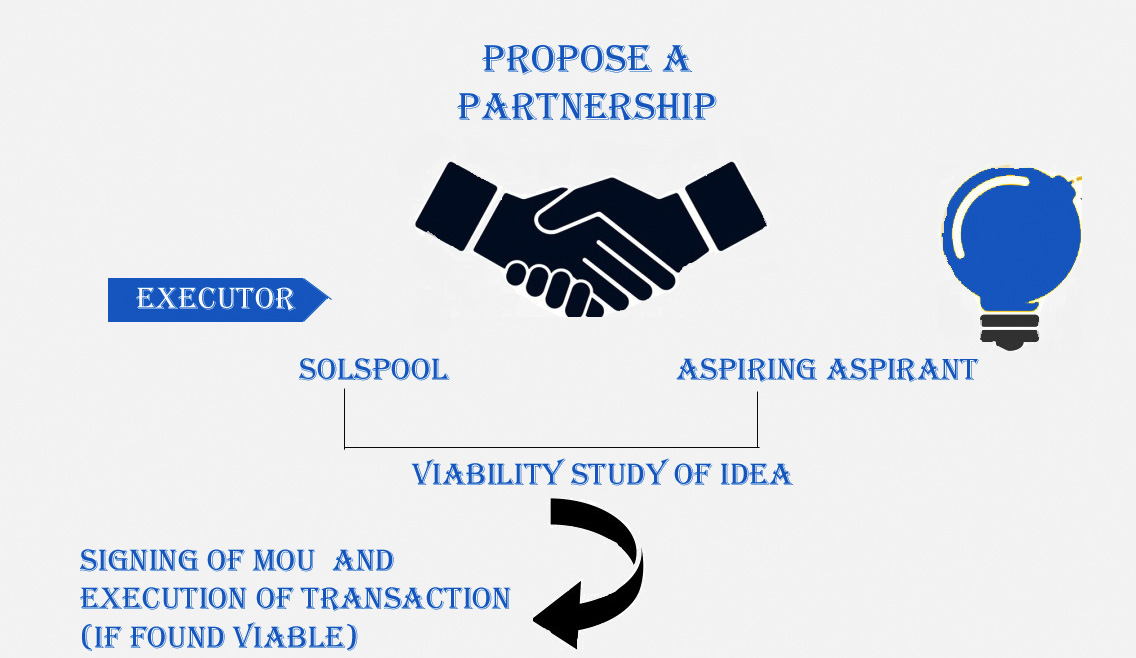 PROPOSE A
PARTNERSHIP
EXECUTOR
SOLSPOOL
ASPIRING ASPIRANT
VIABILITY STUDY OF IDEA
SIGNING OF MOU AND
EXECUTION OF TRANSACTION
(IF FOUND VIABLE)